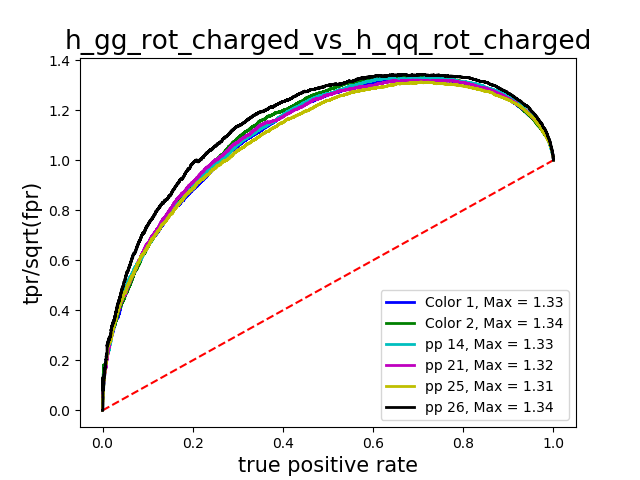 h_gg_rot_charged_vs_h_qq_rot_charged
1.4
1.2
1.0
0.8
0.6
0.4
0.2
0.0
tpr/sqrt(fpr)
Color 1, Max = 1.33
Color 2, Max = 1.34
pp 14, Max = 1.33
pp 21, Max = 1.32
pp 25, Max = 1.31
pp 26, Max = 1.34
0.0 0.2 0.4 0.6 0.8 1.0
true positive rate